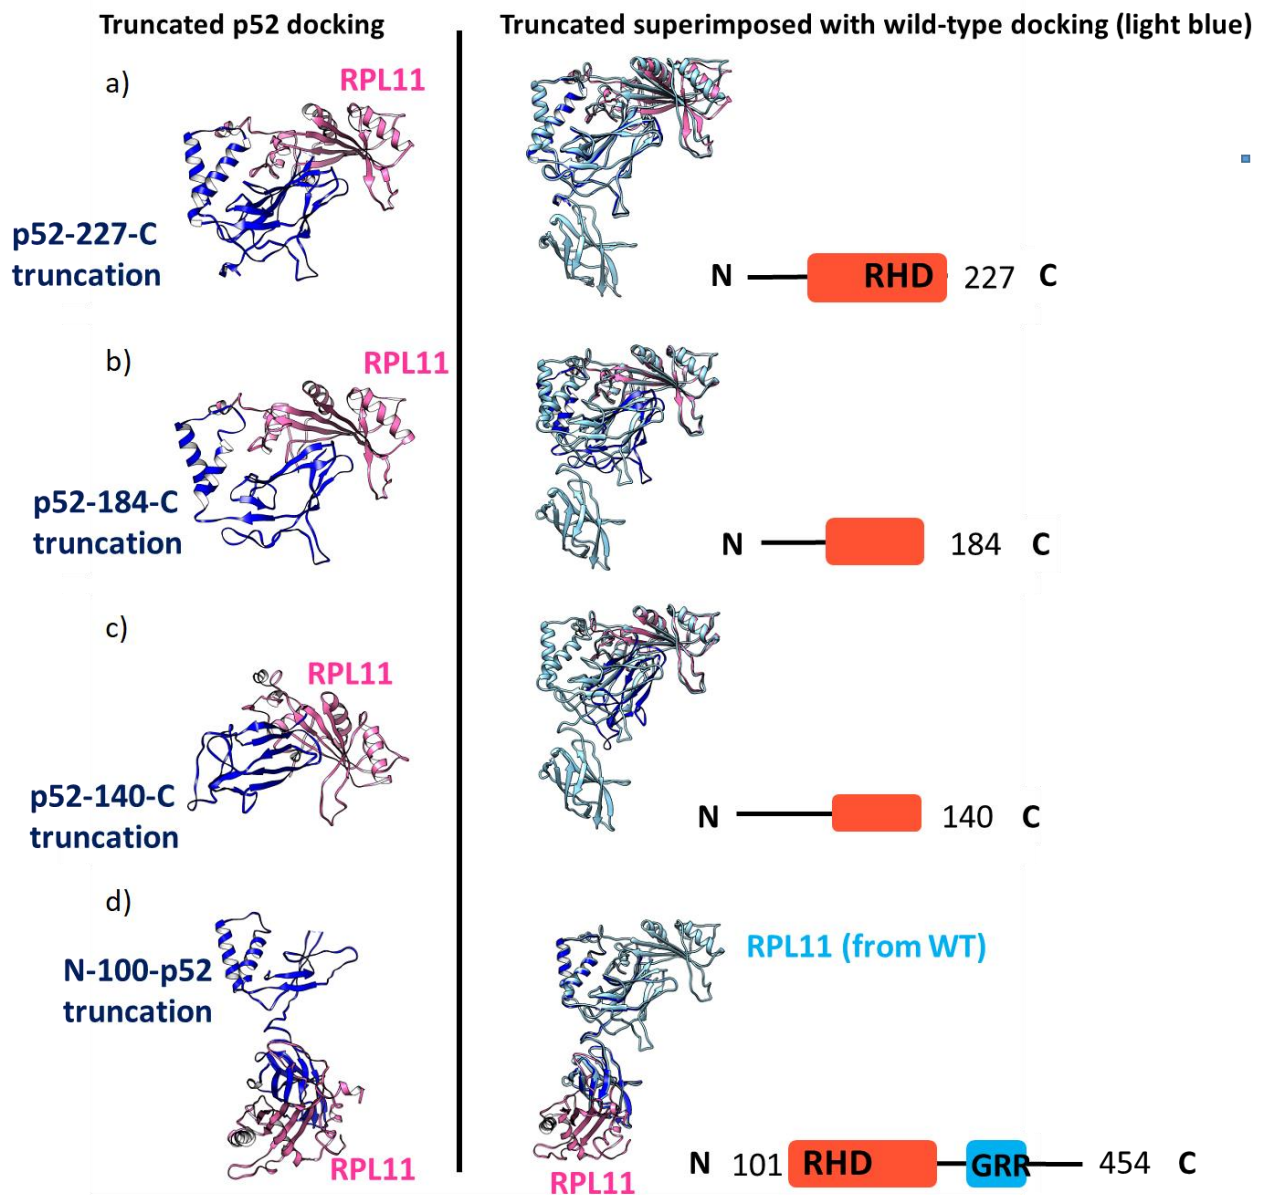 Truncated p52 docking
Truncated superimposed with wild-type docking (light blue)
a)
RPL11
p52-227-C
truncation
N
RHD
227
C
b)
RPL11
p52-184-C
truncation
N
184
C
c)
RPL11
p52-140-C
truncation
N
140
C
d)
N-100-p52
truncation
RPL11
RPL11 (from WT)
RPL11
N
101
RHD
GRR
454
C